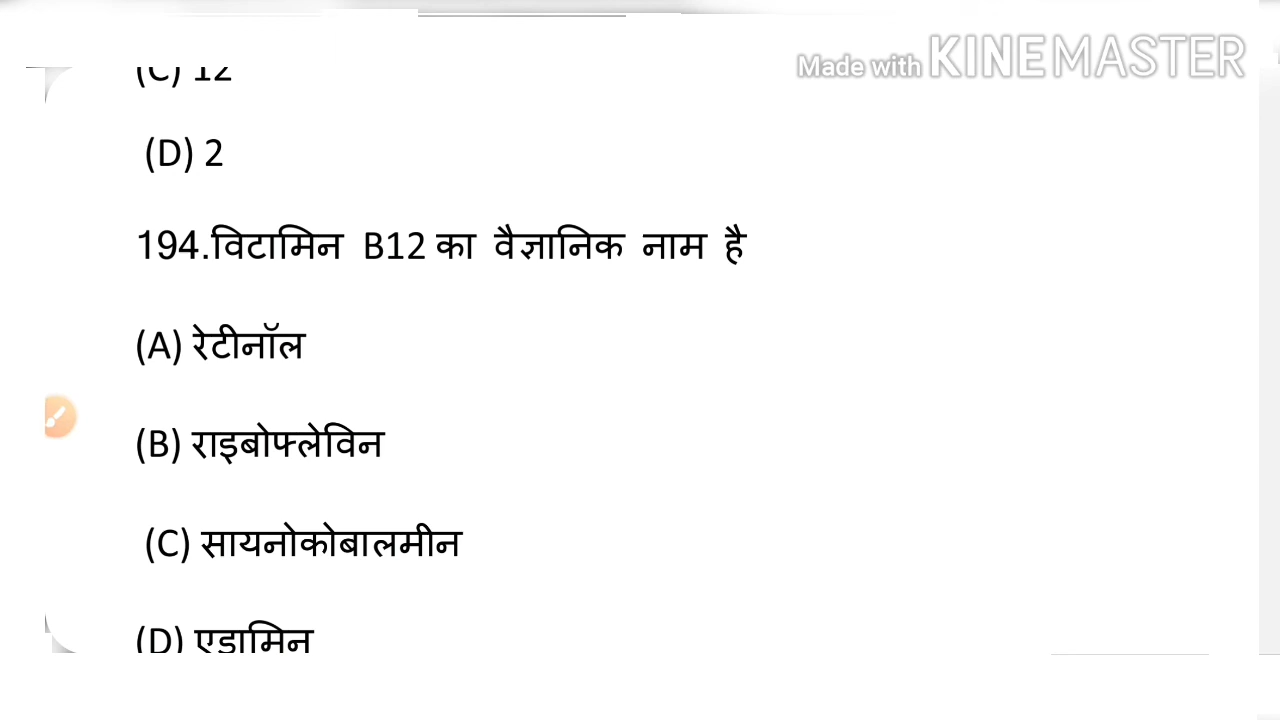 Made with KINEMASTER
(C) 12
(D) 2
194.विटामिन B12 का वैज्ञानिक नाम है
(A) रेटीनॉल
(B) राइबोफ्लेविन
(C) सायनोकोबालमीन
(D) एडामिन